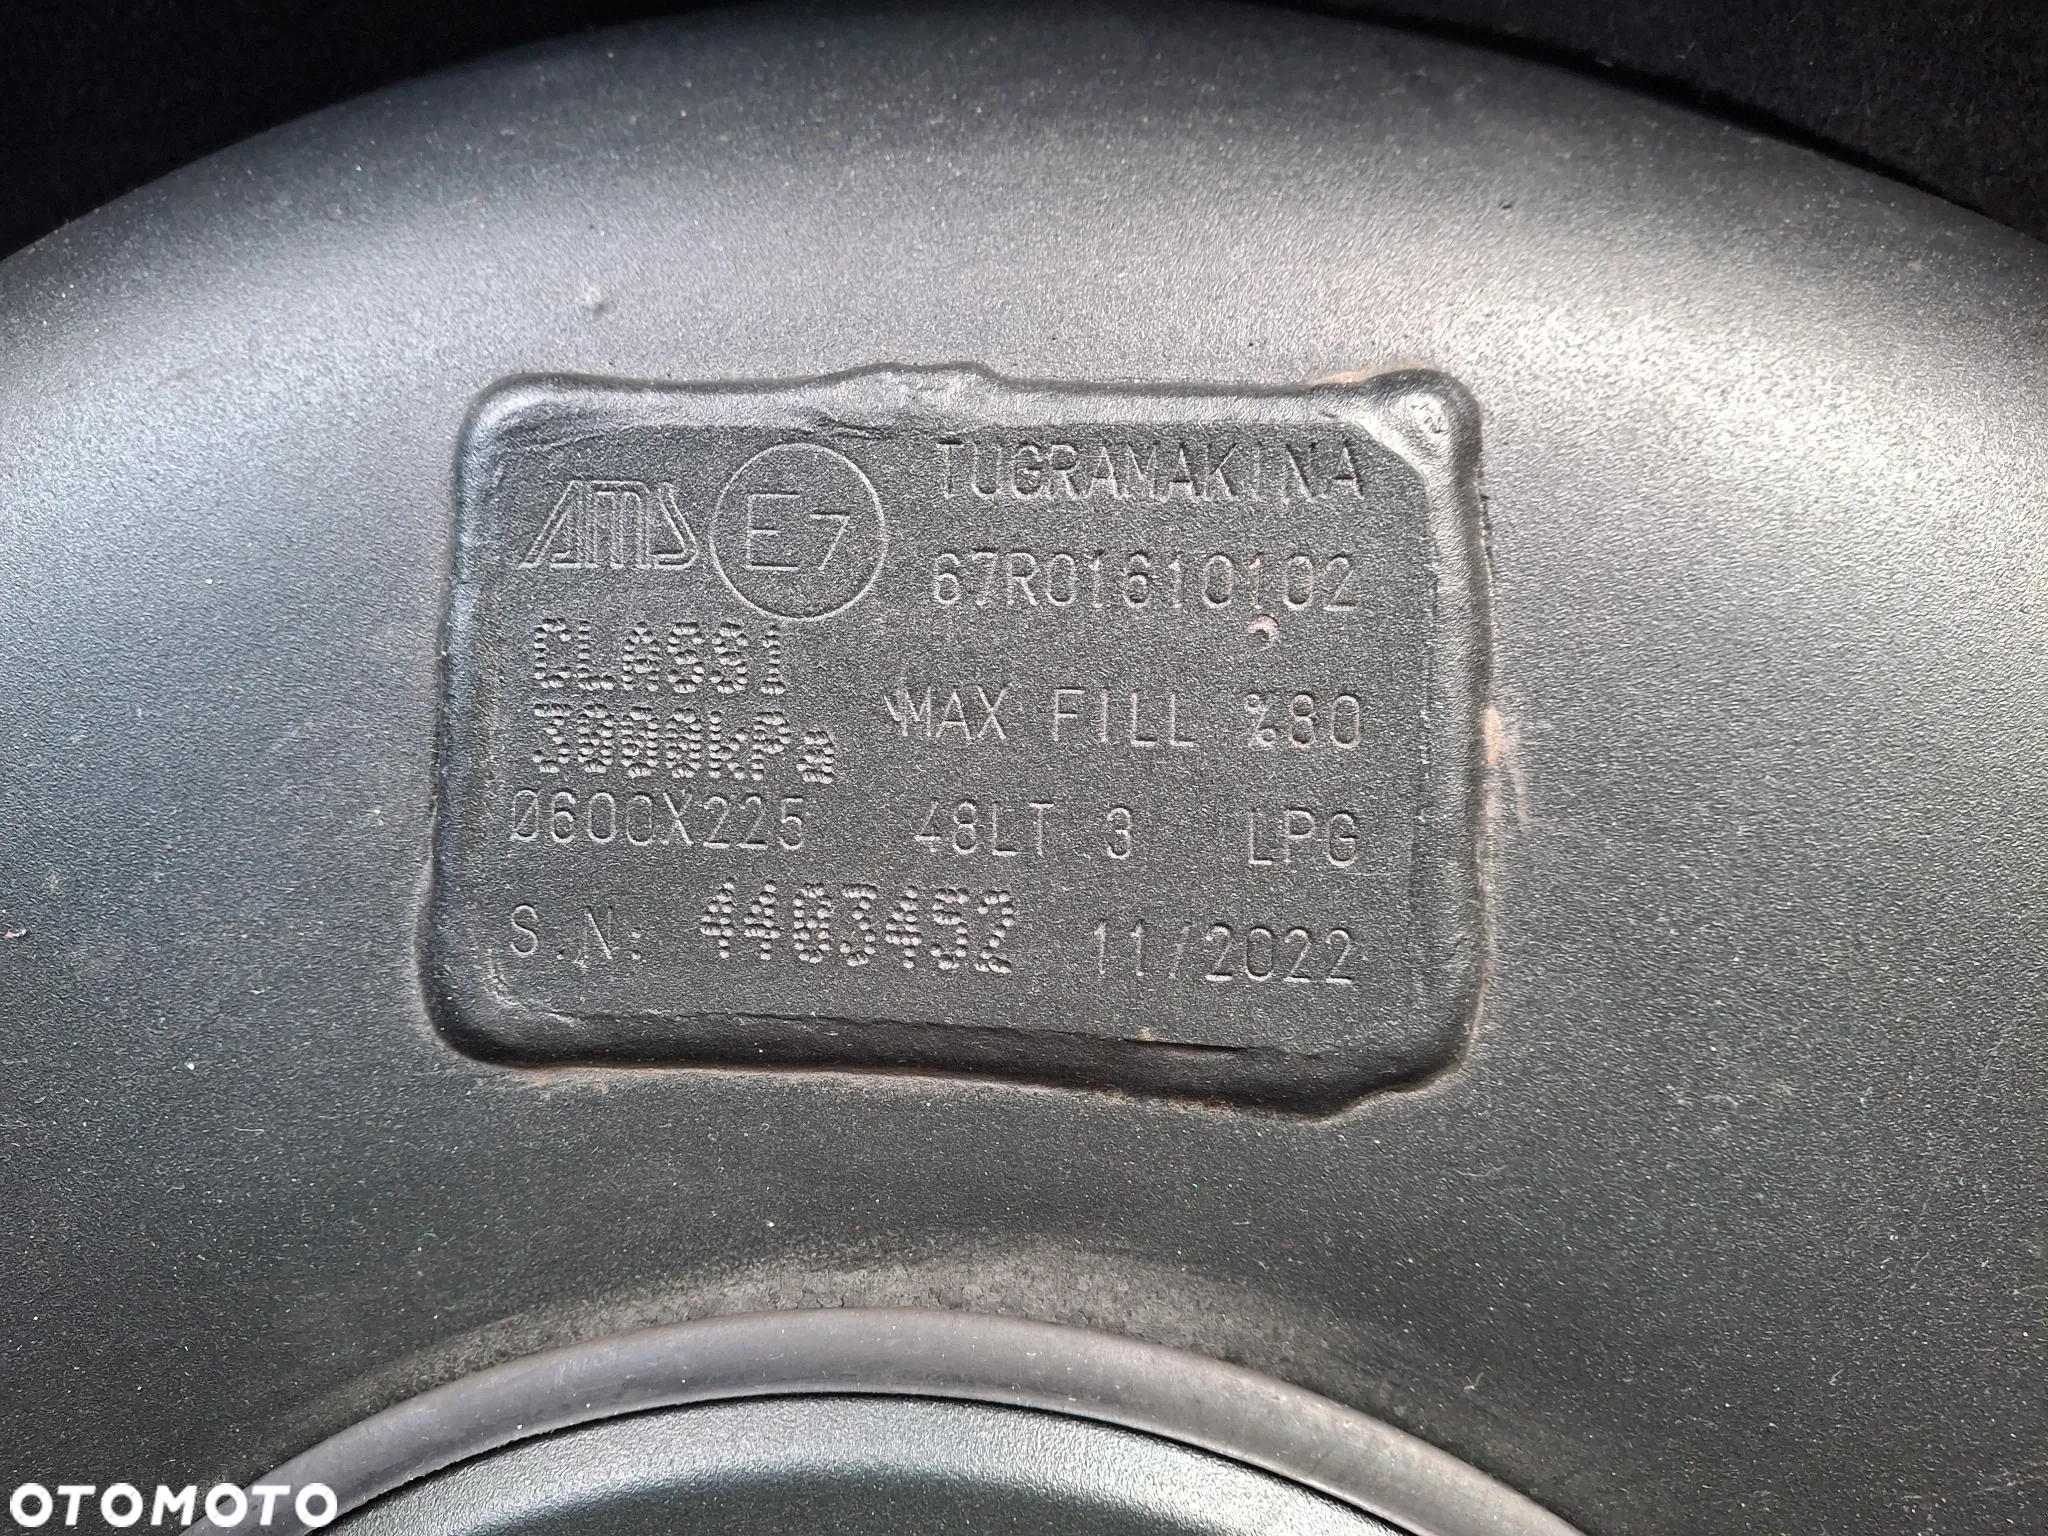 AMS E7 TUGRAMAKINA
67R01610102
CLASS1
3000kPa MAX FILL %80
Ø600X225 48LT 3 LPG
S.N: 4403452 11/2022
OTOMOTO